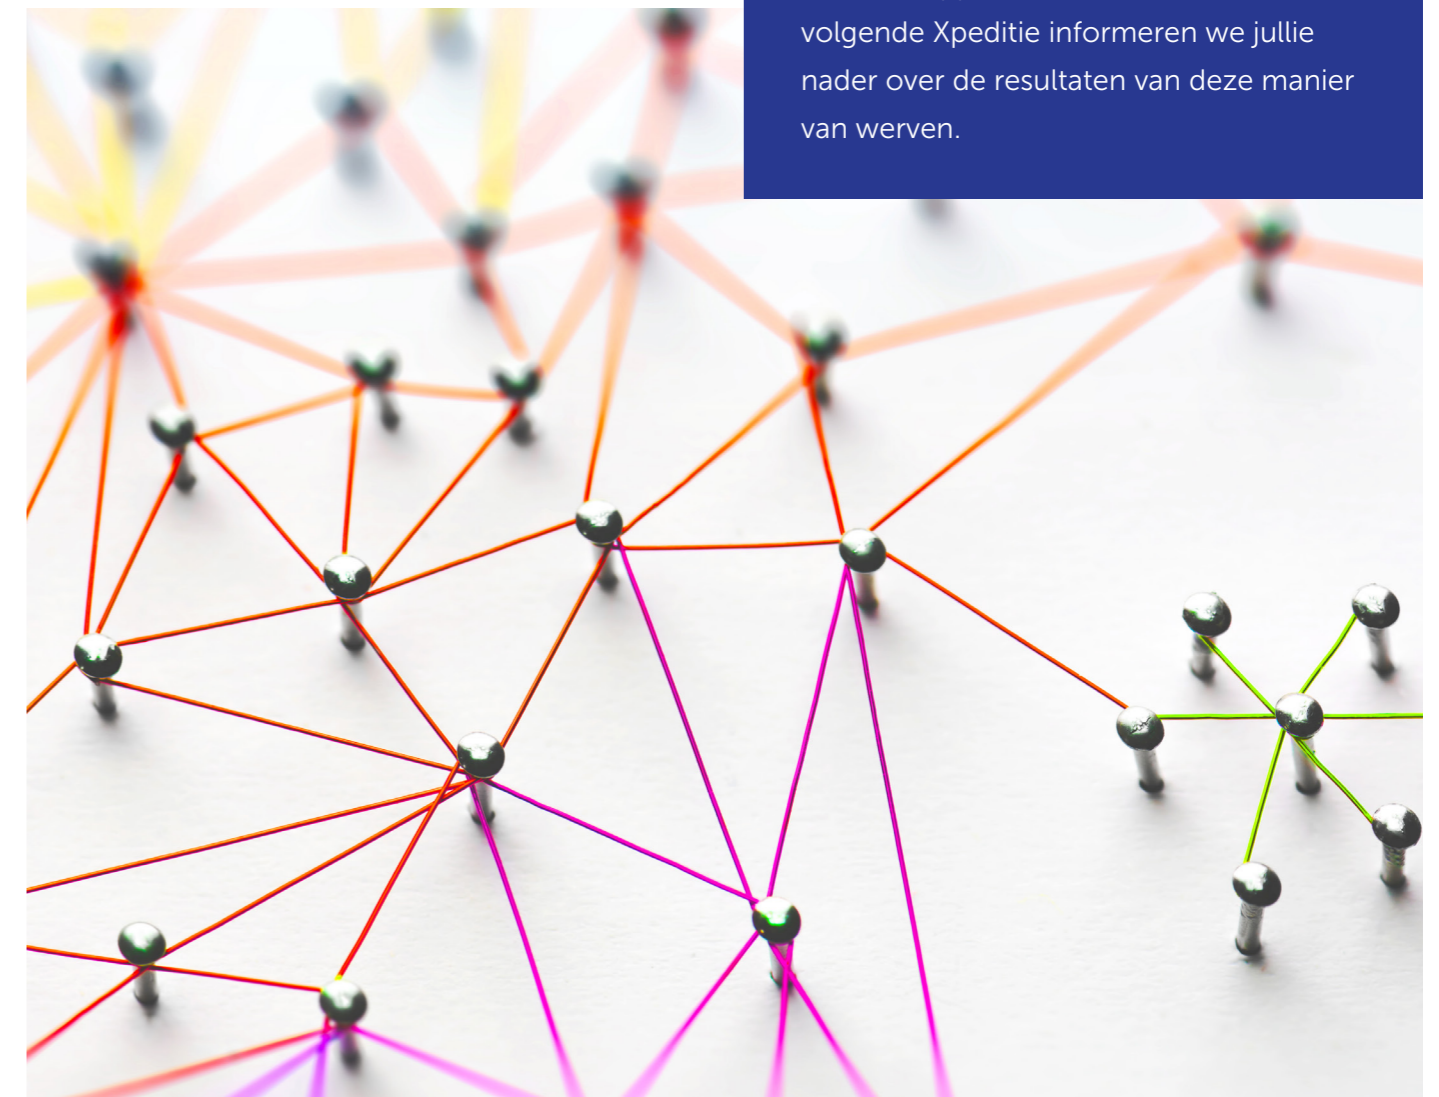 volgende Xpeditie informeren we jullie
nader over de resultaten van deze manier
van werven.